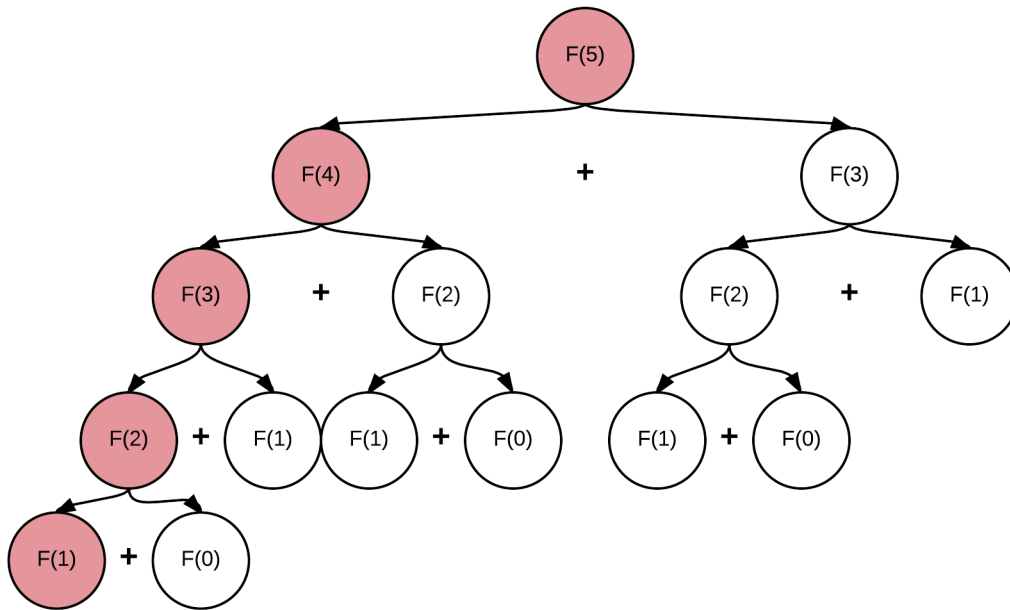 F(5)
F(4) + F(3)
F(3) + F(2) F(2) + F(1)
F(2) + F(1) F(1) + F(0) F(1) + F(0)
F(1) + F(0)